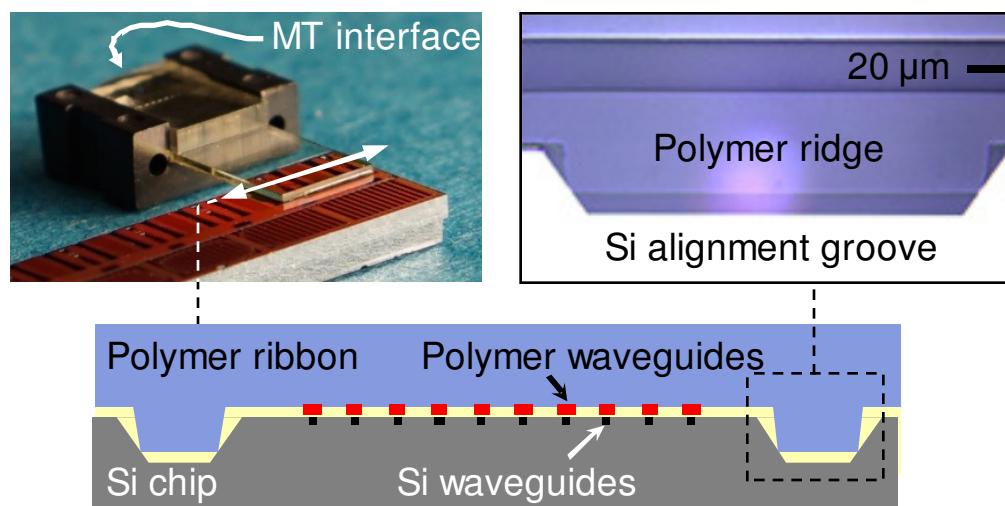 MT interface
20 µm
Polymer ridge
Si alignment groove
Polymer ribbon
Polymer waveguides
Si chip
Si waveguides